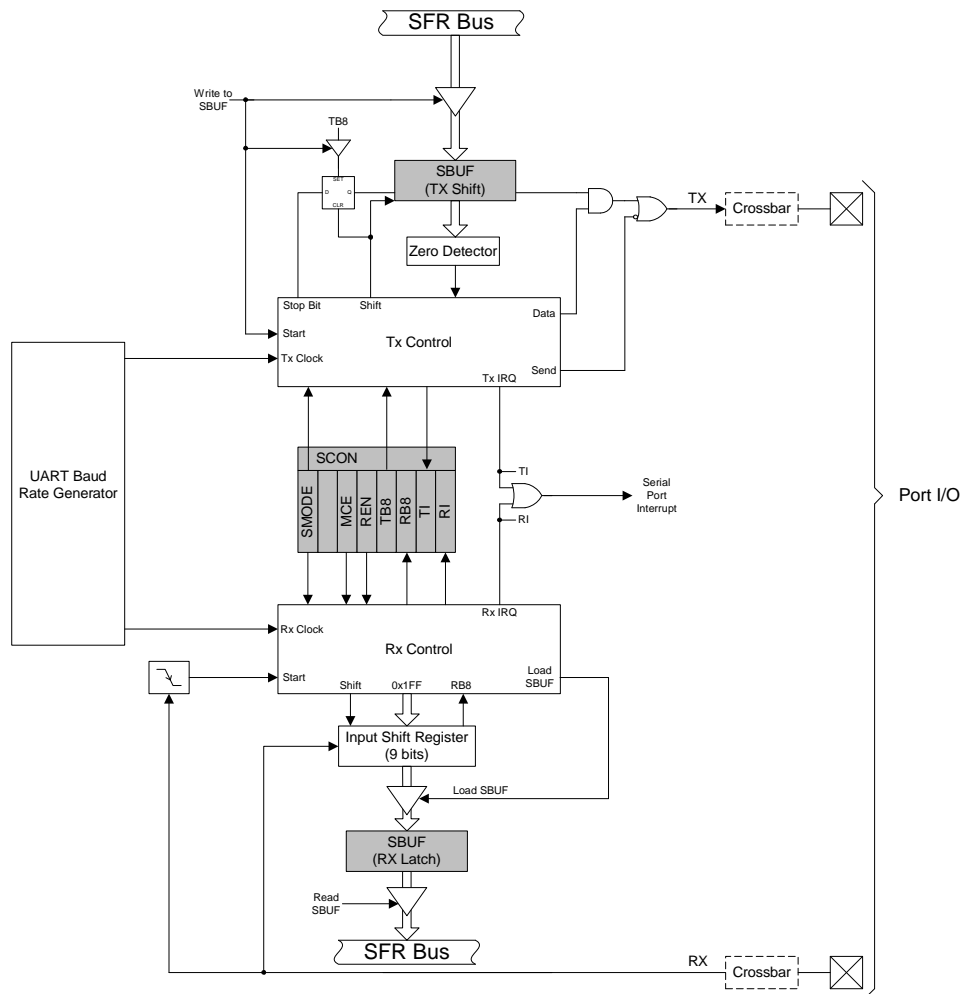 SFR Bus
Write to
SBUF
TB8
SET
D
Q
CLR
SBUF
(TX Shift)
TX
Crossbar
Zero Detector
Stop Bit
Shift
Data
Start
Tx Control
Tx Clock
Send
Tx IRQ
UART Baud
Rate Generator
SCON
SMODE
MCE
REN
TB8
RB8
TI
RI
TI
Serial
Port
Interrupt
RI
Port I/O
Rx IRQ
Rx Clock
Rx Control
Start
Load
SBUF
Shift
0x1FF
RB8
Input Shift Register
(9 bits)
Load SBUF
SBUF
(RX Latch)
Read
SBUF
SFR Bus
RX
Crossbar